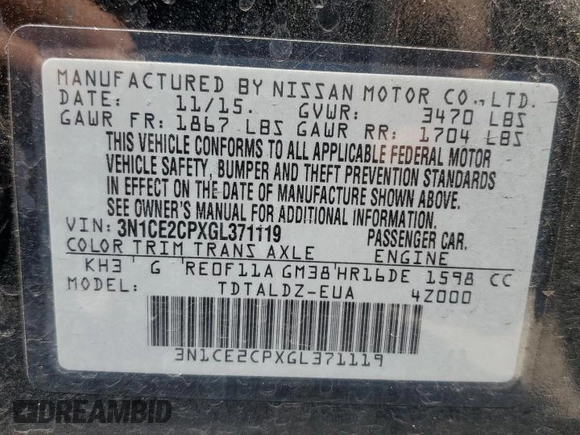 MANUFACTURED BY NISSAN MOTOR CO., LTD.
DATE: 11/15. GVWR: 3470 LBS
GAWR FR: 1867 LBS GAWR RR: 1704 LBS
THIS VEHICLE CONFORMS TO ALL APPLICABLE FEDERAL MOTOR
VEHICLE SAFETY, BUMPER AND THEFT PREVENTION STANDARDS
IN EFFECT ON THE DATE OF MANUFACTURE SHOWN ABOVE.
SEE OWNER'S MANUAL FOR ADDITIONAL INFORMATION.
VIN: 3N1CE2CPXGL371119 PASSENGER CAR.
COLOR TRIM TRANS AXLE ENGINE
KH3 G RE0F11A GM38 HR16DE 1598 CC
MODEL: TDTALDZ-EUA 4Z000
3N1CE2CPXGL371119
DREAMBID